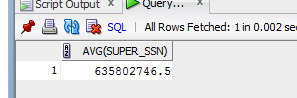 Script Output
Query...
SQL | All Rows Fetched: 1 in 0.002 sec
AVG(SUPER_SSN)
1 635802746.5